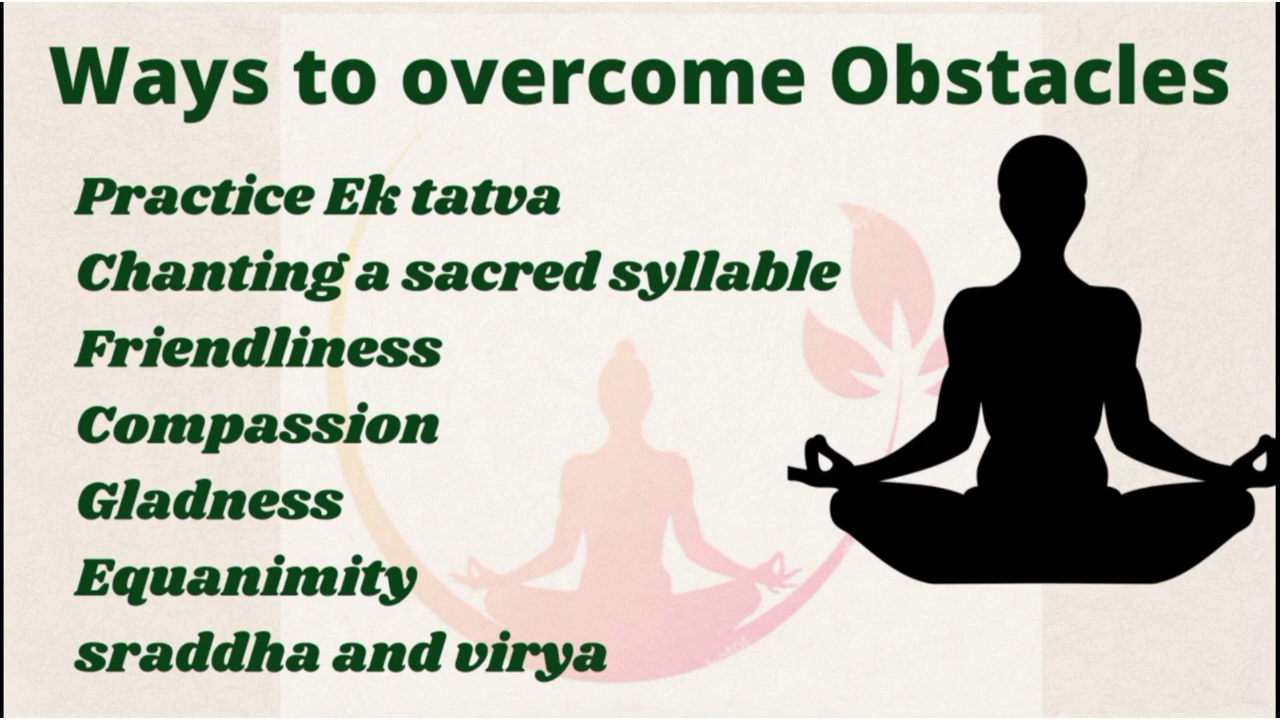 Ways to overcome Obstacles
Practice Ek tatva
Chanting a sacred syllable
Friendliness
Compassion
Gladness
Equanimity
sraddha and virya